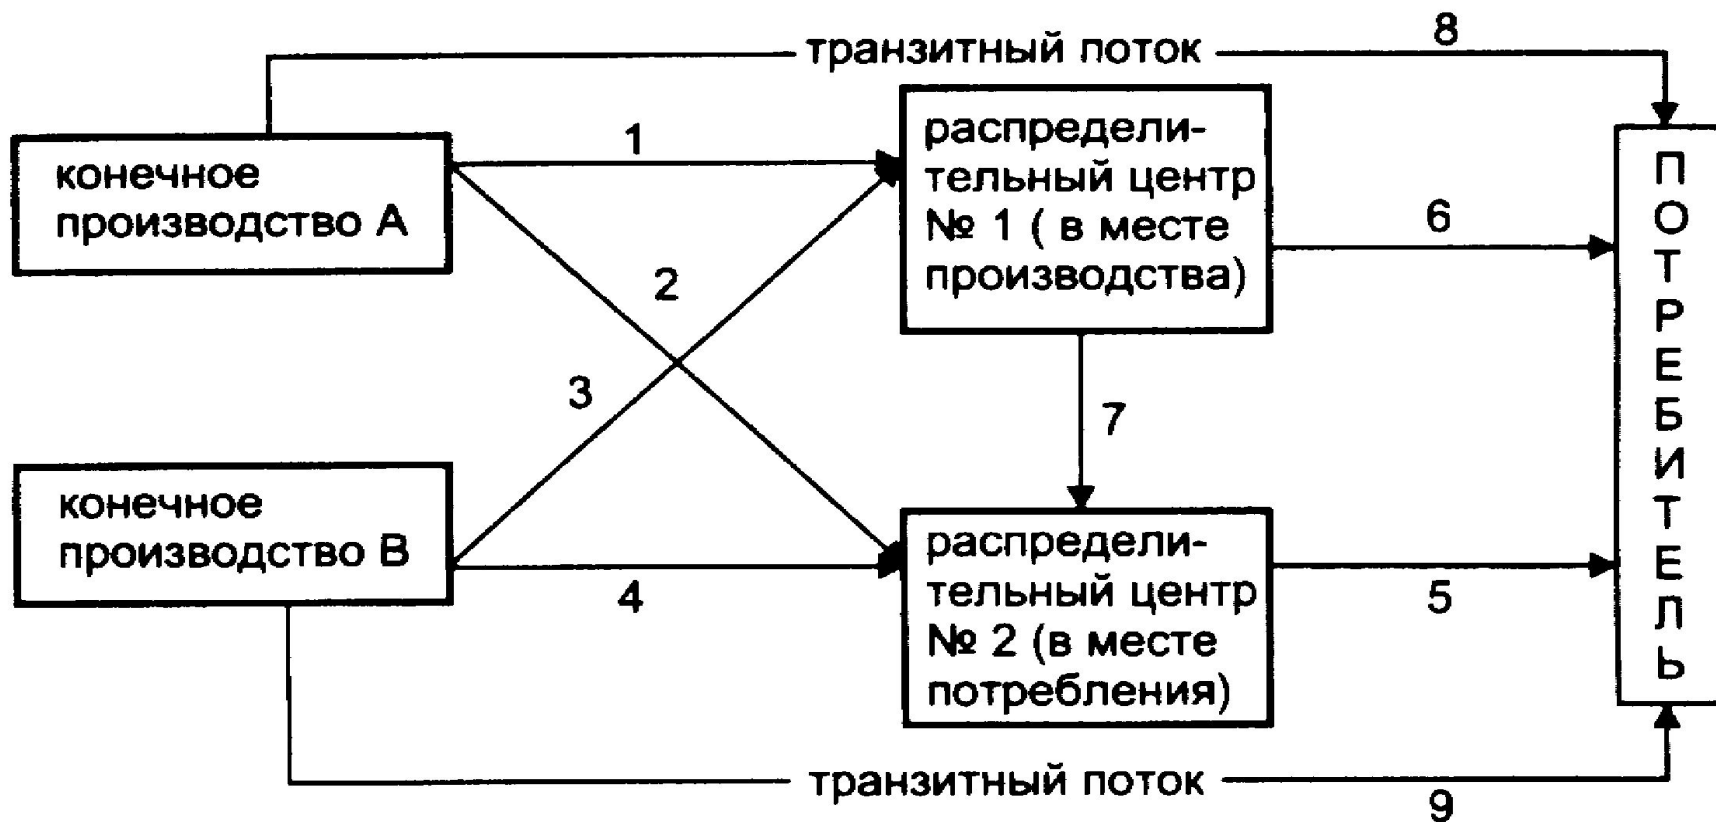 транзитный поток
8
конечное
производство А
1
2
3
распредели-
тельный центр
№ 1 ( в месте
производства)
6
7
ПОТРЕБИТЕЛЬ
конечное
производство В
4
распредели-
тельный центр
№ 2 (в месте
потребления)
5
транзитный поток
9